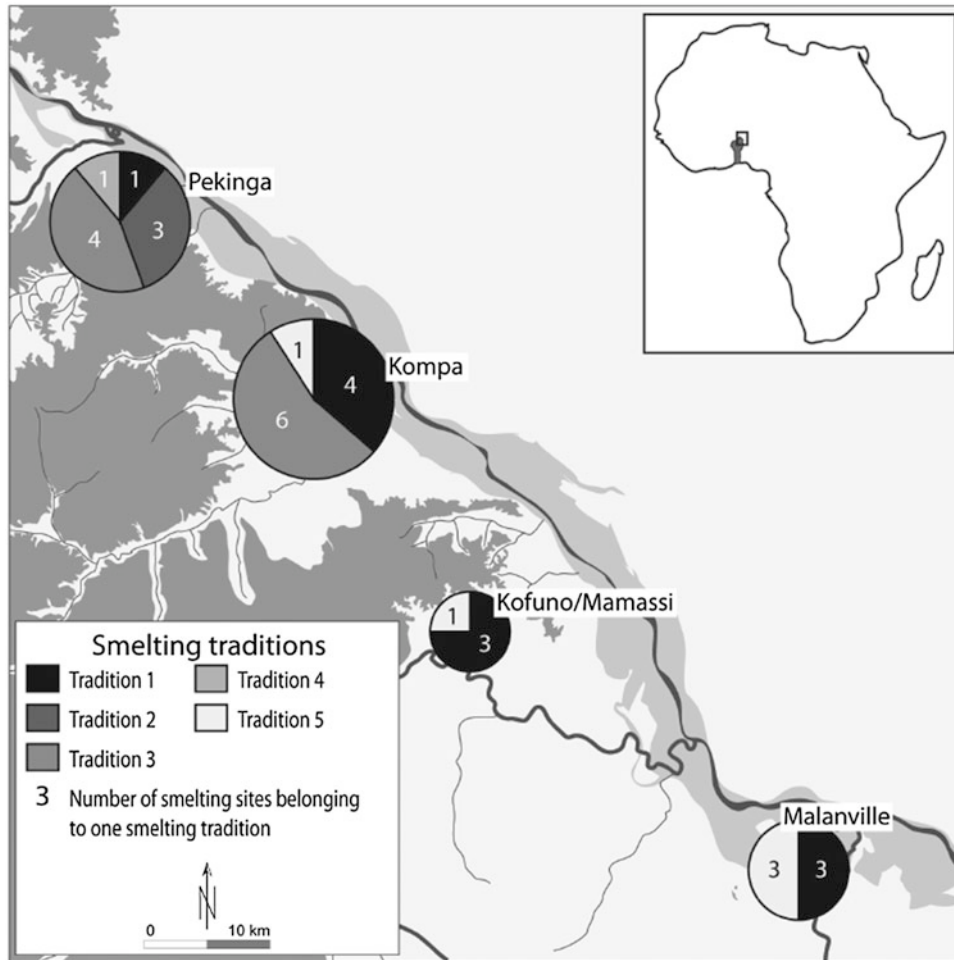 Pekinga
1
1
4
3
Kompa
1
4
6
Kofuno/Mamassi
1
3
Smelting traditions
Tradition 1
Tradition 4
Tradition 2
Tradition 5
Tradition 3
3 Number of smelting sites belonging
to one smelting tradition
N
0 10 km
Malanville
3
3